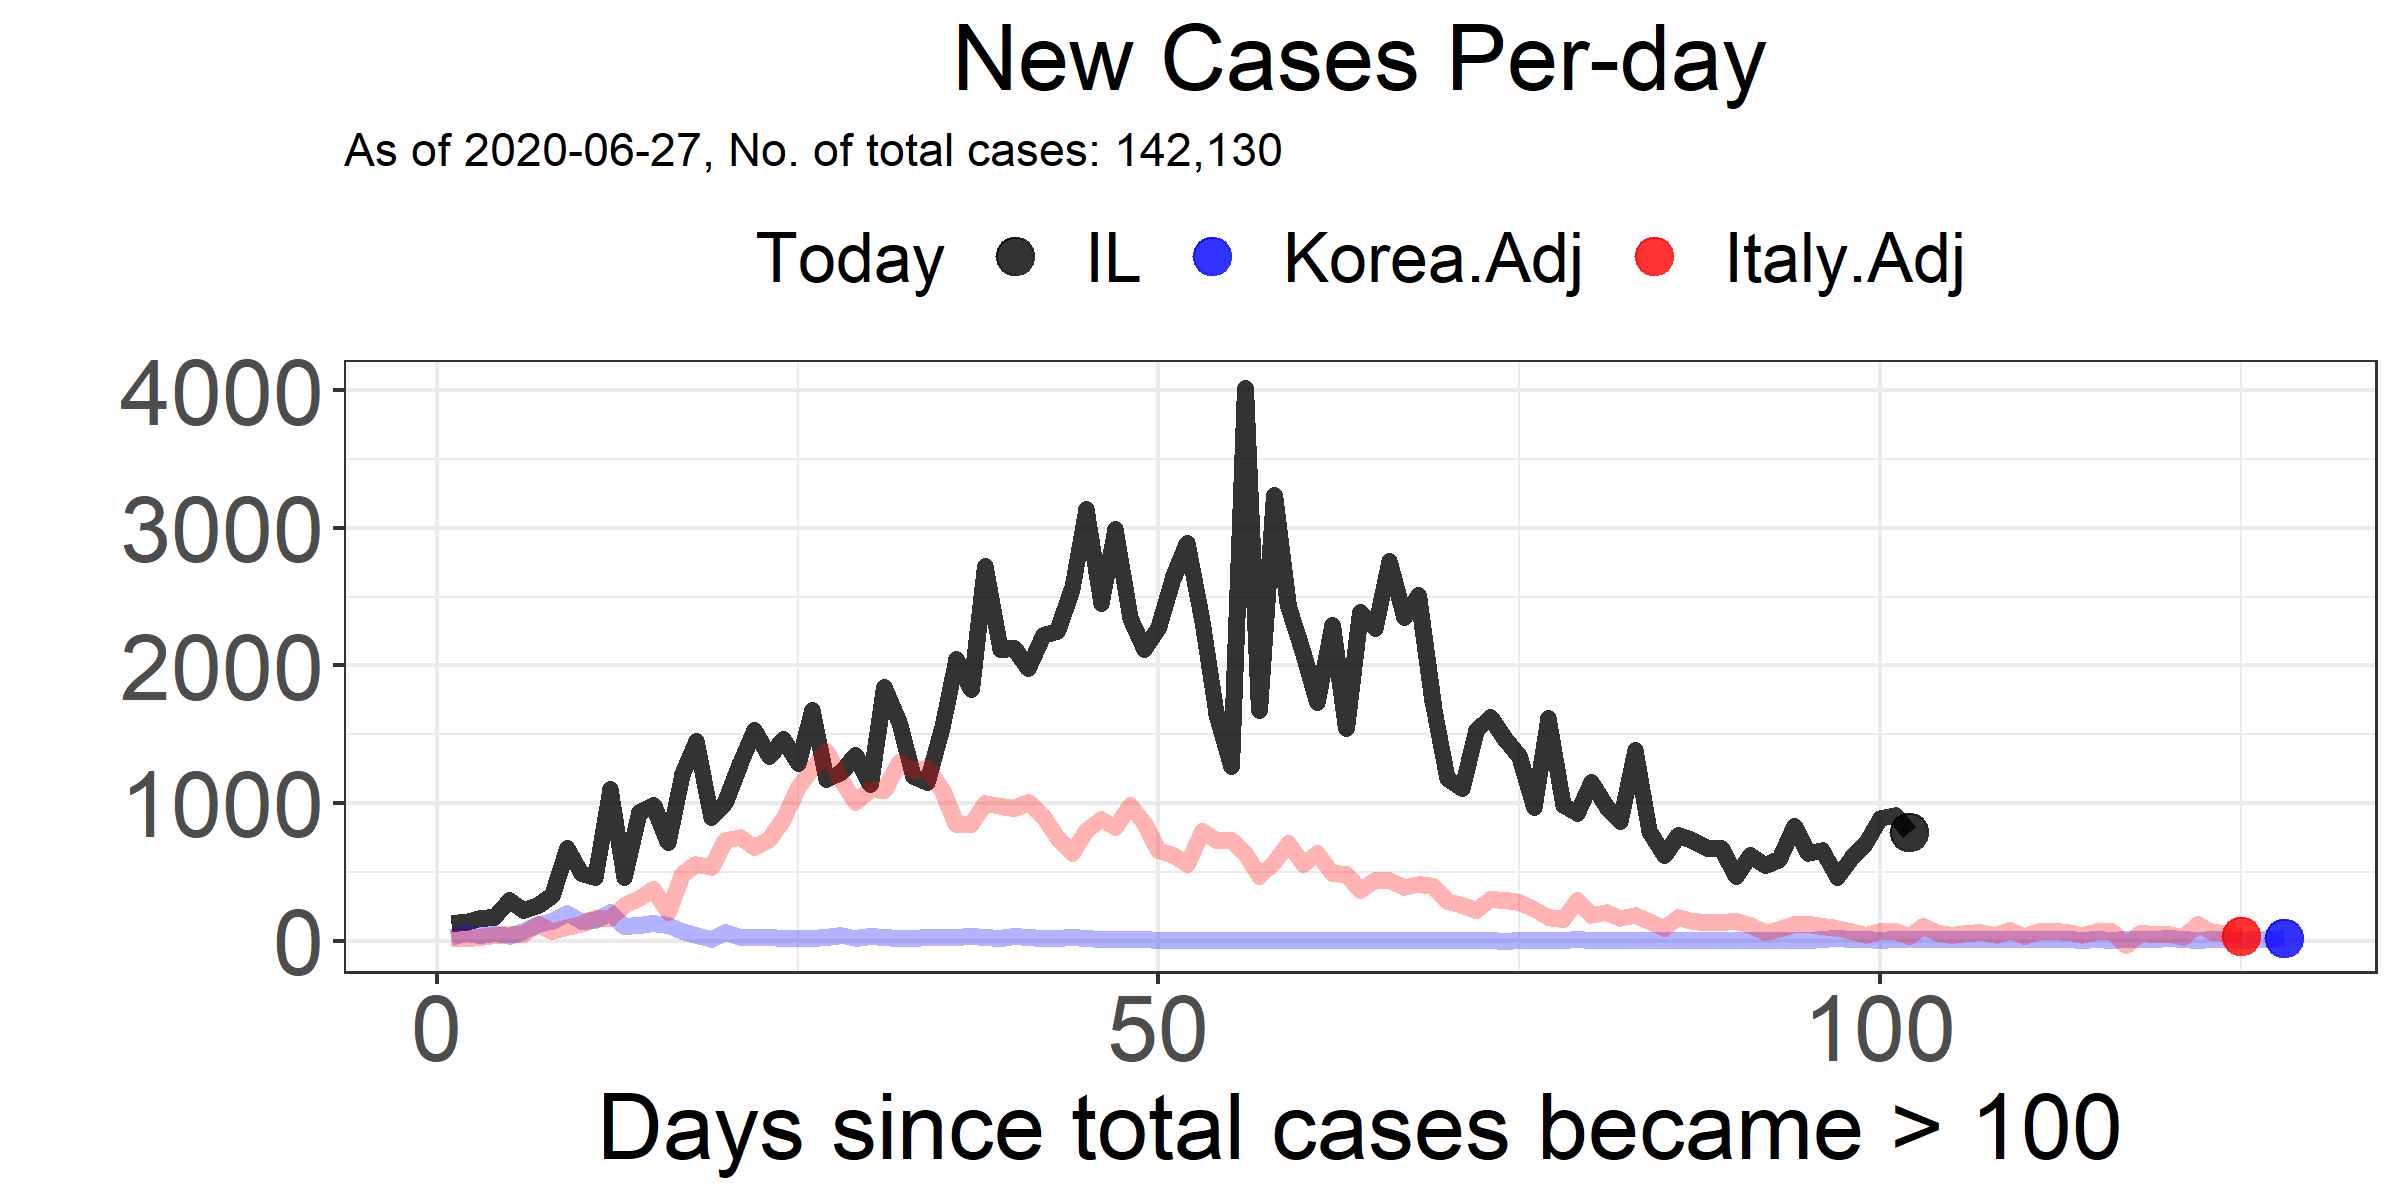 New Cases Per-day
As of 2020-06-27, No. of total cases: 142,130
Today IL Korea.Adj Italy.Adj
4000
3000
2000
1000
0
0 50 100
Days since total cases became > 100